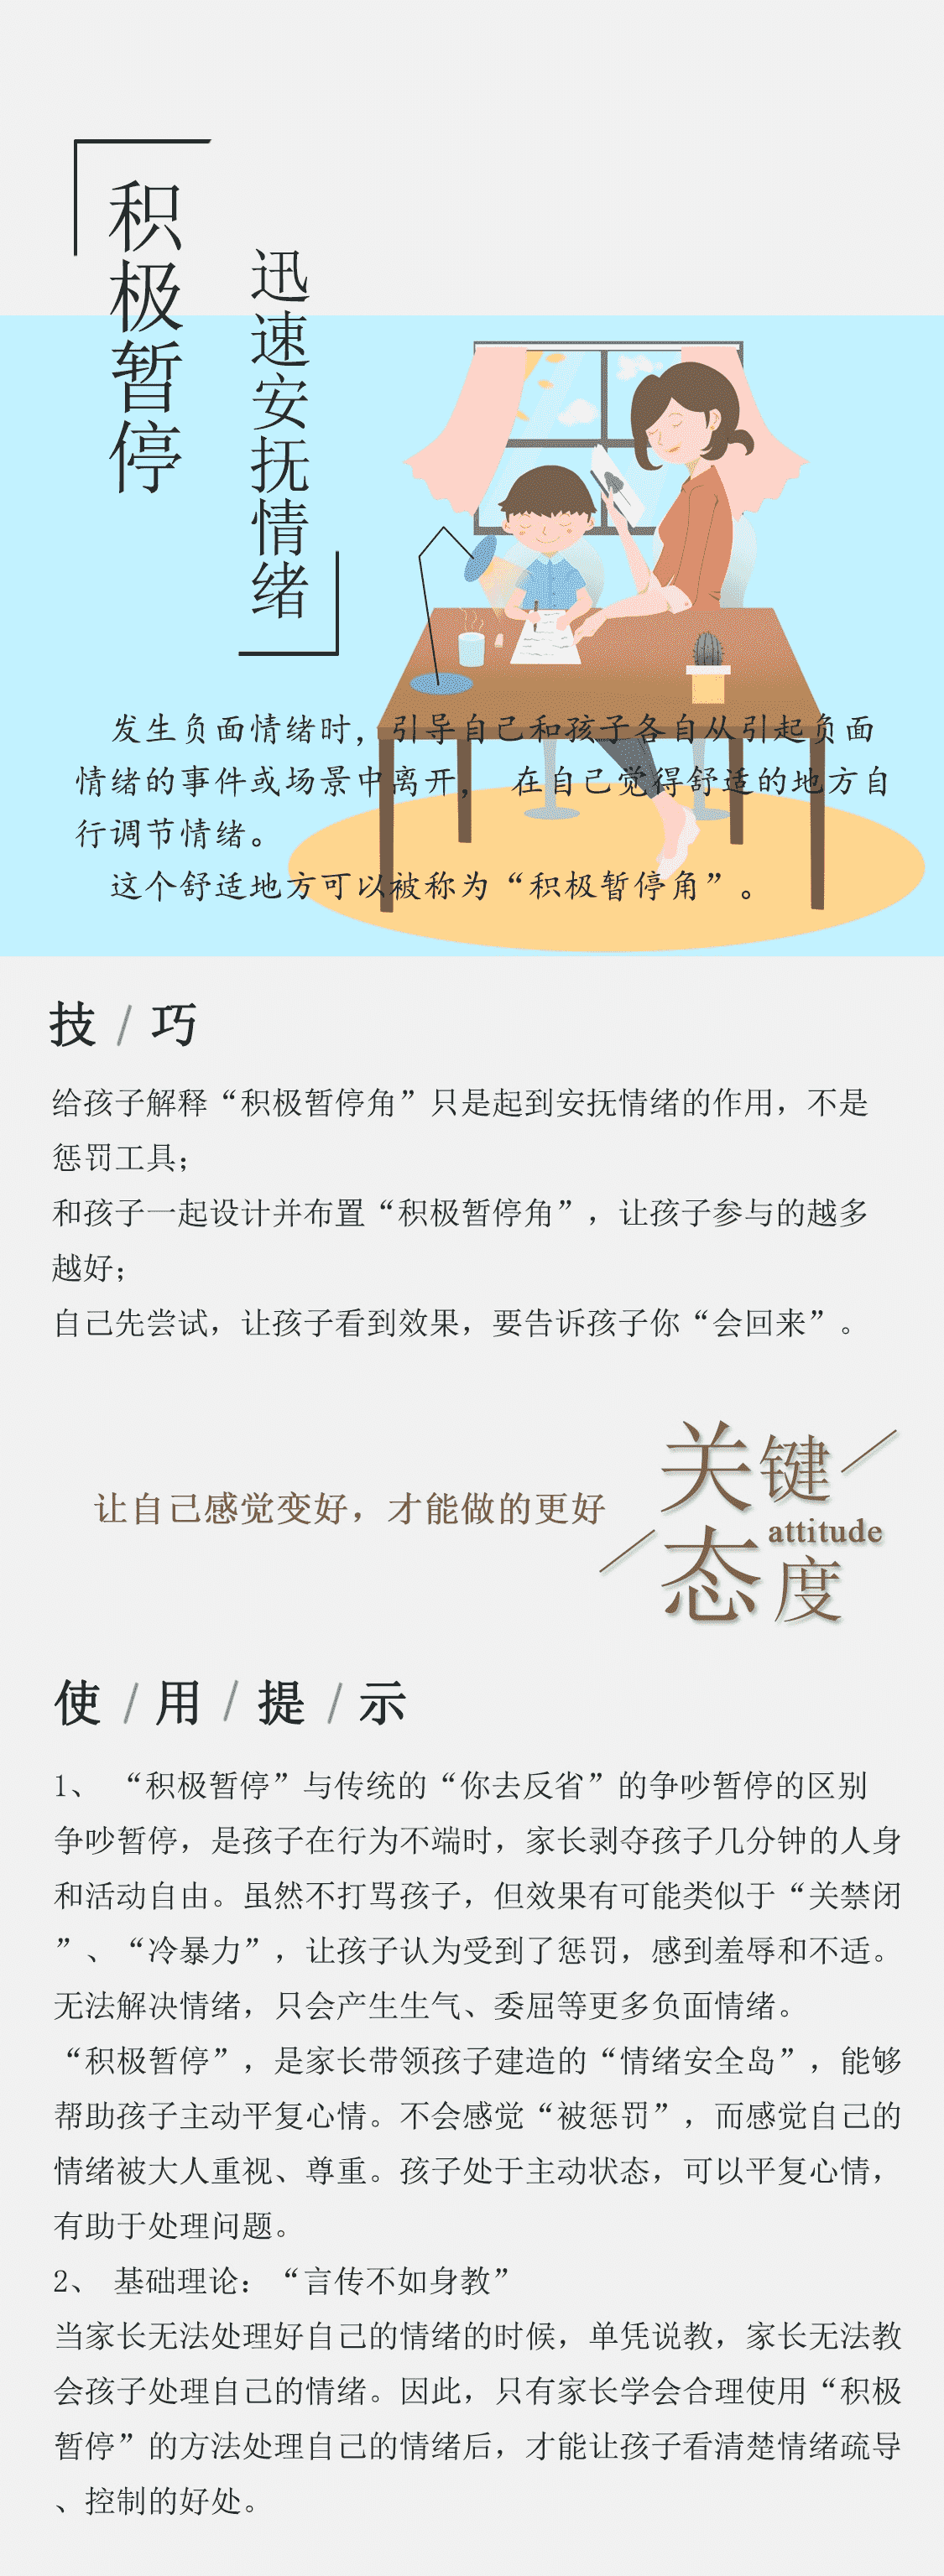 积极暂停
迅速安抚情绪
发生负面情绪时，引导自己和孩子各自从引起负面
情绪的事件或场景中离开， 在自己觉得舒适的地方自
行调节情绪。
这个舒适地方可以被称为“积极暂停角”。
技/巧
给孩子解释“积极暂停角”只是起到安抚情绪的作用，不是
惩罚工具；
和孩子一起设计并布置“积极暂停角”，让孩子参与的越多
越好；
自己先尝试，让孩子看到效果，要告诉孩子你“会回来”。
让自己感觉变好，才能做的更好
关键
attitude
态度
使/用/提/示
1、 “积极暂停”与传统的“你去反省”的争吵暂停的区别
争吵暂停，是孩子在行为不端时，家长剥夺孩子几分钟的人身
和活动自由。虽然不打骂孩子，但效果有可能类似于“关禁闭
”、“冷暴力”，让孩子认为受到了惩罚，感到羞辱和不适。
无法解决情绪，只会产生生气、委屈等更多负面情绪。
“积极暂停”，是家长带领孩子建造的“情绪安全岛”，能够
帮助孩子主动平复心情。不会感觉“被惩罚”，而感觉自己的
情绪被大人重视、尊重。孩子处于主动状态，可以平复心情，
有助于处理问题。
2、 基础理论：“言传不如身教”
当家长无法处理好自己的情绪的时候，单凭说教，家长无法教
会孩子处理自己的情绪。因此，只有家长学会合理使用“积极
暂停”的方法处理自己的情绪后，才能让孩子看清楚情绪疏导
、控制的好处。